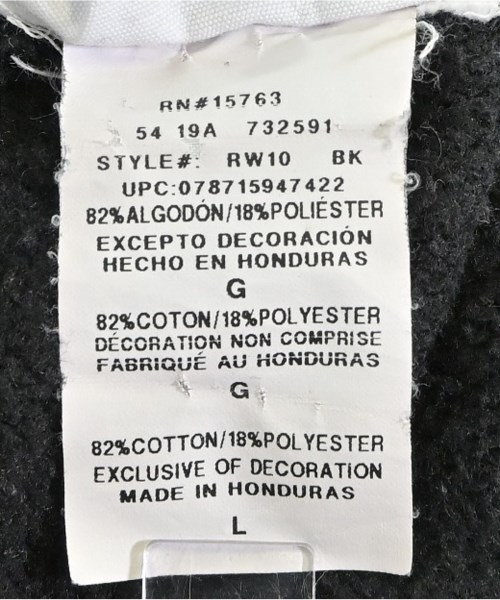 RN#15763
54 19A 732591
STYLE#: RW10 BK
UPC:078715947422
82%ALGODÓN/18%POLIÉSTER
EXCEPTO DECORACIÓN
HECHO EN HONDURAS
G
82%COTON/18%POLYESTER
DÉCORATION NON COMPRISE
FABRIQUÉ AU HONDURAS
G
82%COTTON/18%POLYESTER
EXCLUSIVE OF DECORATION
MADE IN HONDURAS
L